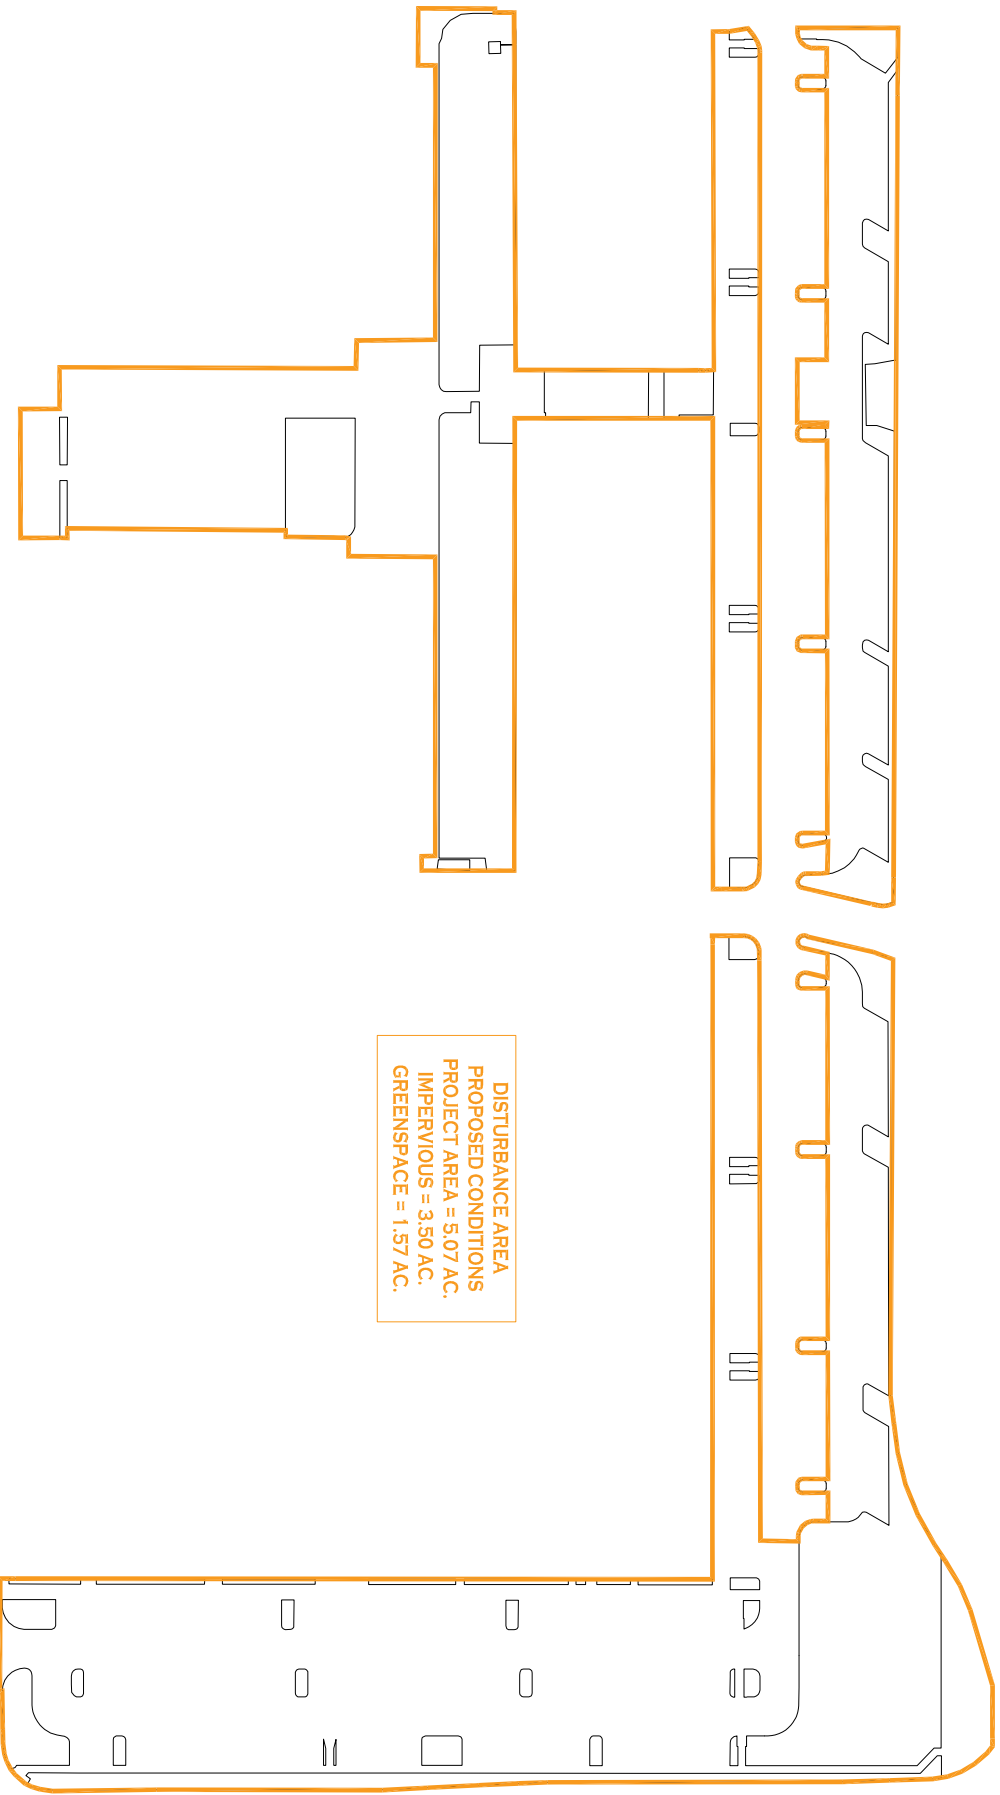 DISTURBANCE AREA
PROPOSED CONDITIONS
PROJECT AREA = 5.07 AC.
IMPERVIOUS = 3.50 AC.
GREENSPACE = 1.57 AC.